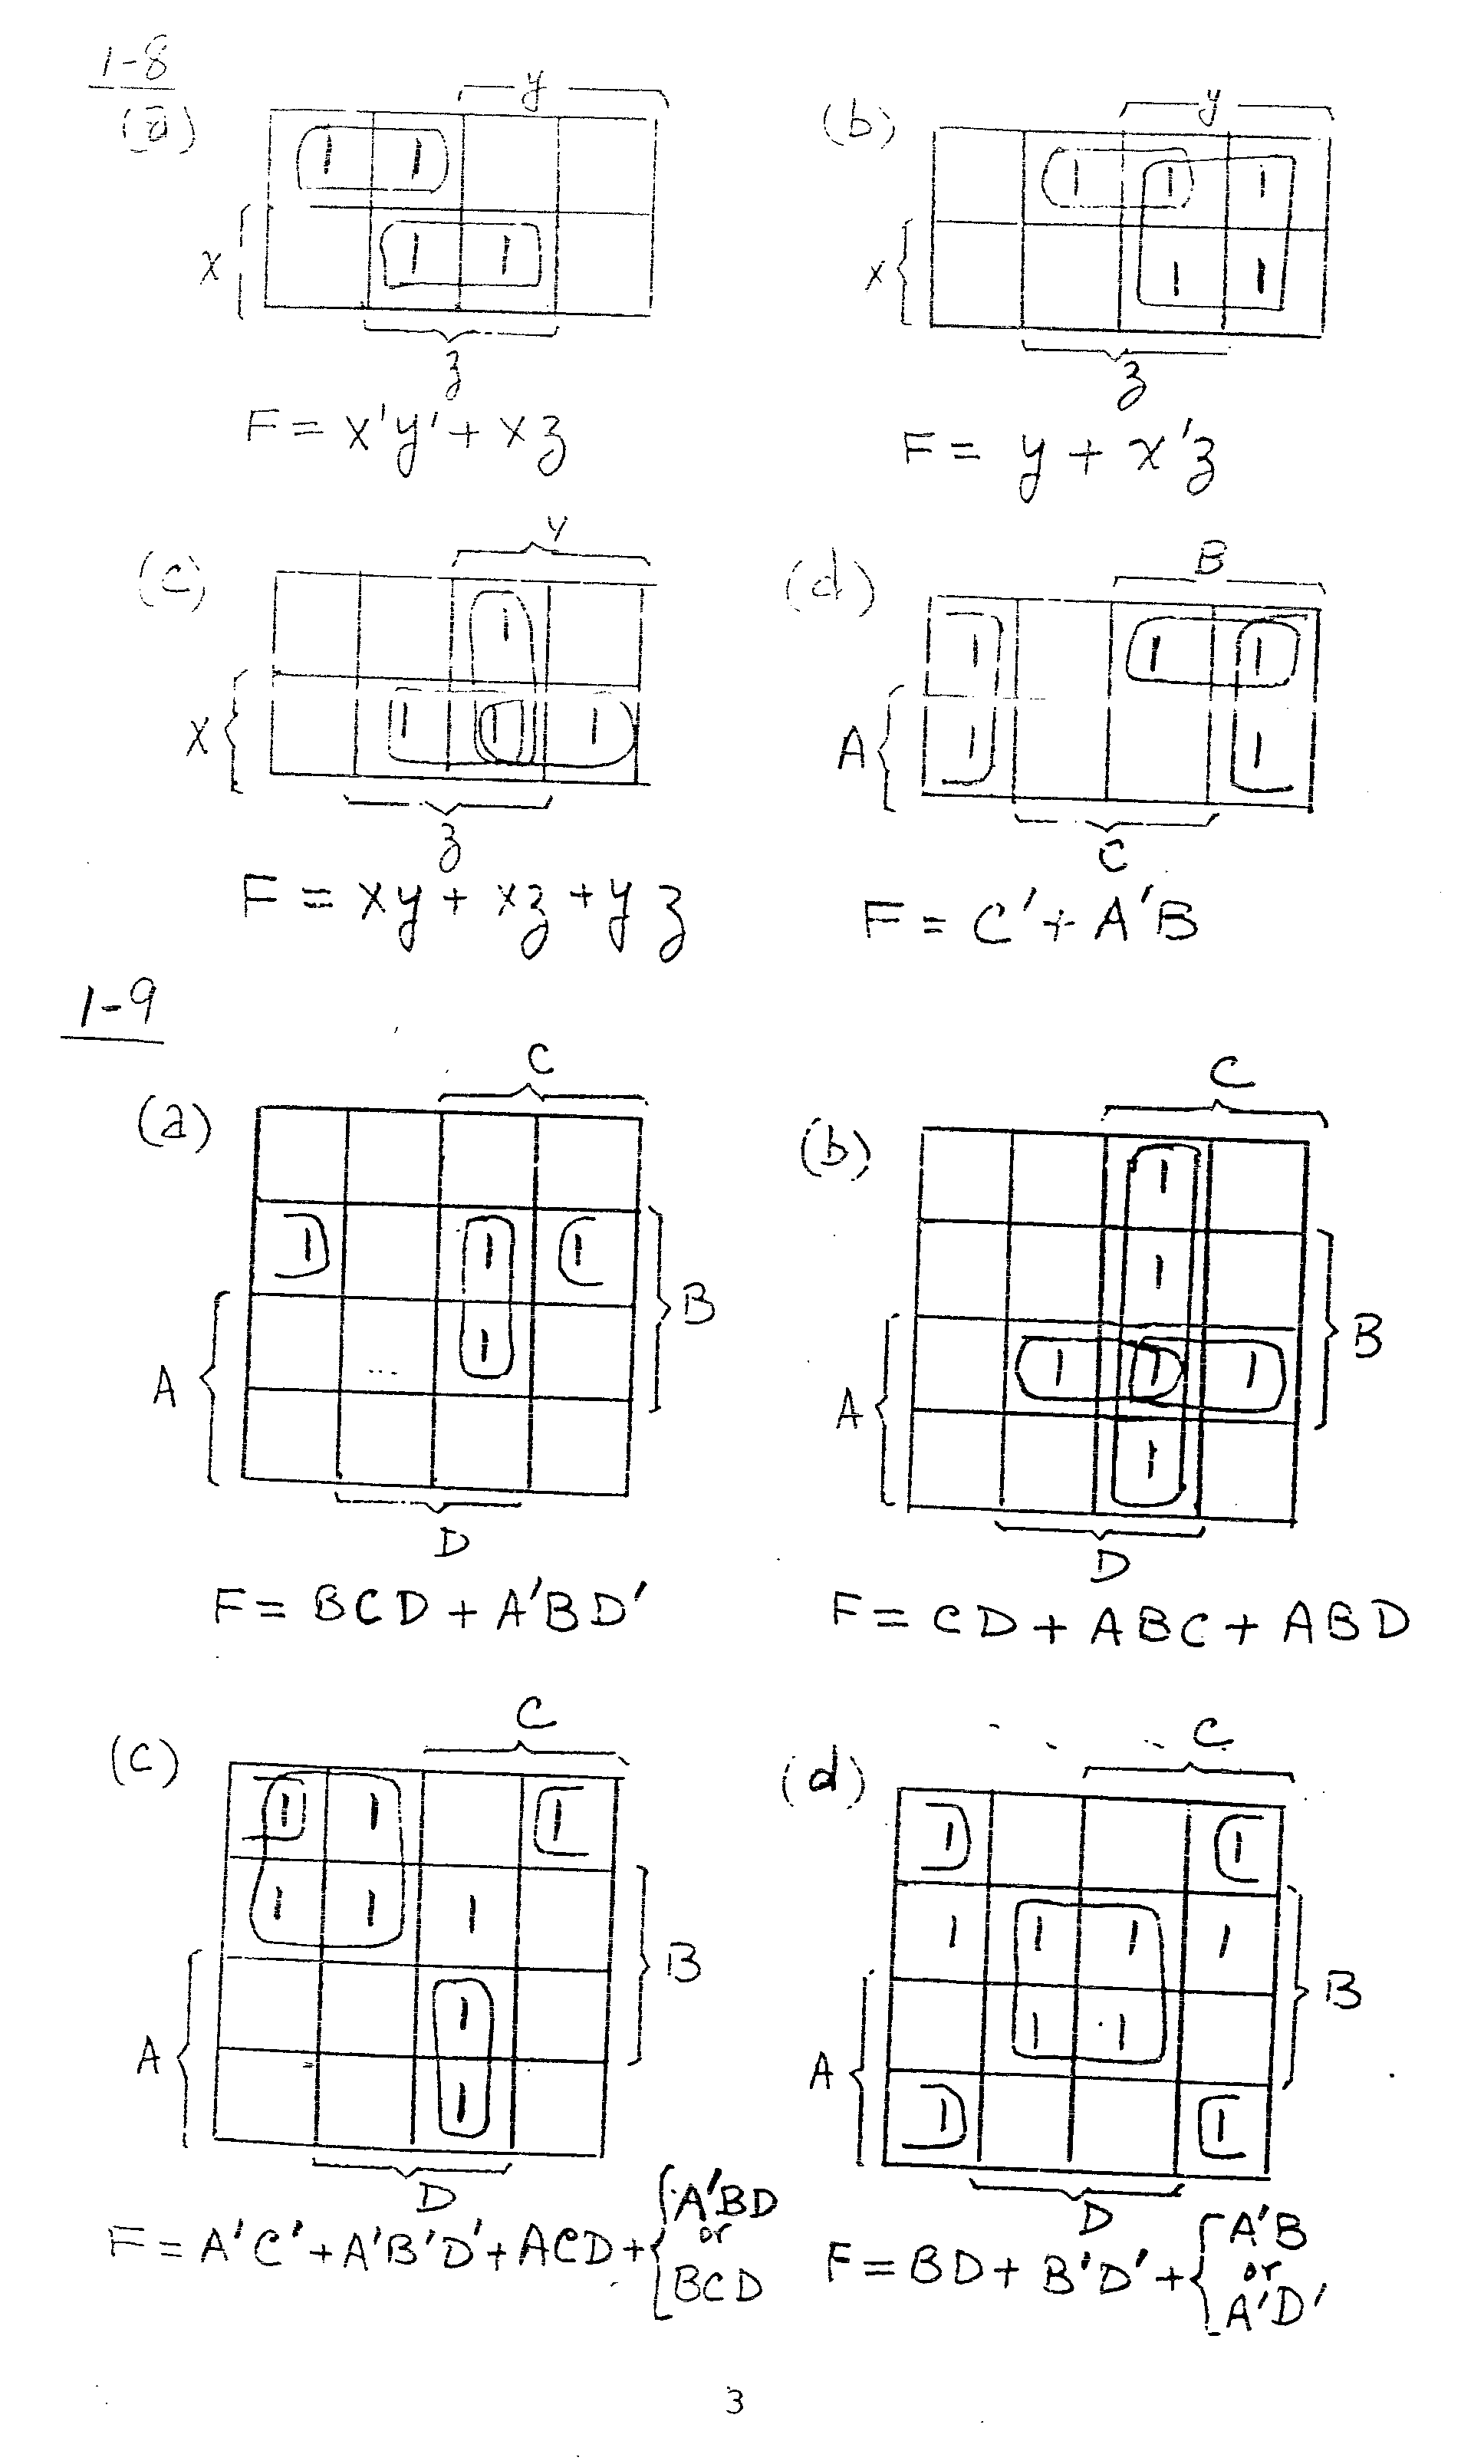 1-8
(a)
y
1 1
x
1 1
z
F = x'y' + xz
(b)
y
1 1 1
x
1 1
z
F = y + x'z
(c)
y
1
x
1 1 1
z
F = xy + xz + yz
(d)
B
1 1 1
A
1 1
C
F = C' + A'B
1-9
(a)
C
1 1 1
B
1
A
D
F = BCD + A'BD'
(b)
C
1
1
B
1 1 1
A
1
D
F = CD + ABC + ABD
(c)
C
1 1 1
1 1 1
B
1
A
1
D
F = A'C' + A'B'D' + ACD + { A'BD
or
BCD
(d)
C
1 1
1 1 1 1
B
1 1
A
1 1
D
F = BD + B'D' + { A'B
or
A'D'
3